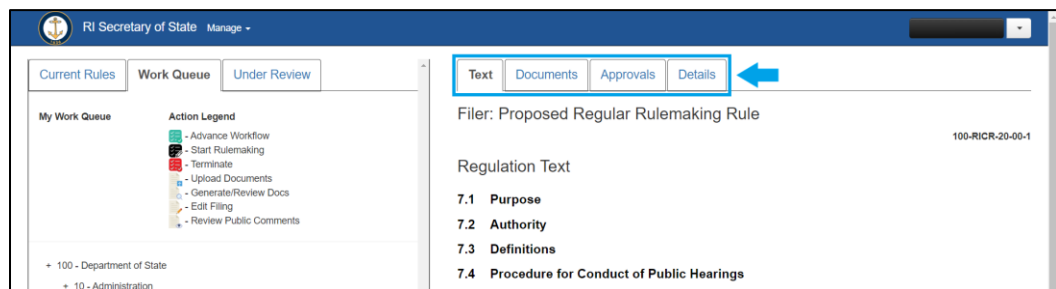 RI Secretary of State Manage
Current Rules Work Queue Under Review
My Work Queue Action Legend
- Advance Workflow
- Start Rulemaking
- Terminate
- Upload Documents
- Generate/Review Docs
- Edit Filing
- Review Public Comments
+ 100 - Department of State
+ 10 - Administration
Text Documents Approvals Details
Filer: Proposed Regular Rulemaking Rule
100-RICR-20-00-1
Regulation Text
7.1 Purpose
7.2 Authority
7.3 Definitions
7.4 Procedure for Conduct of Public Hearings